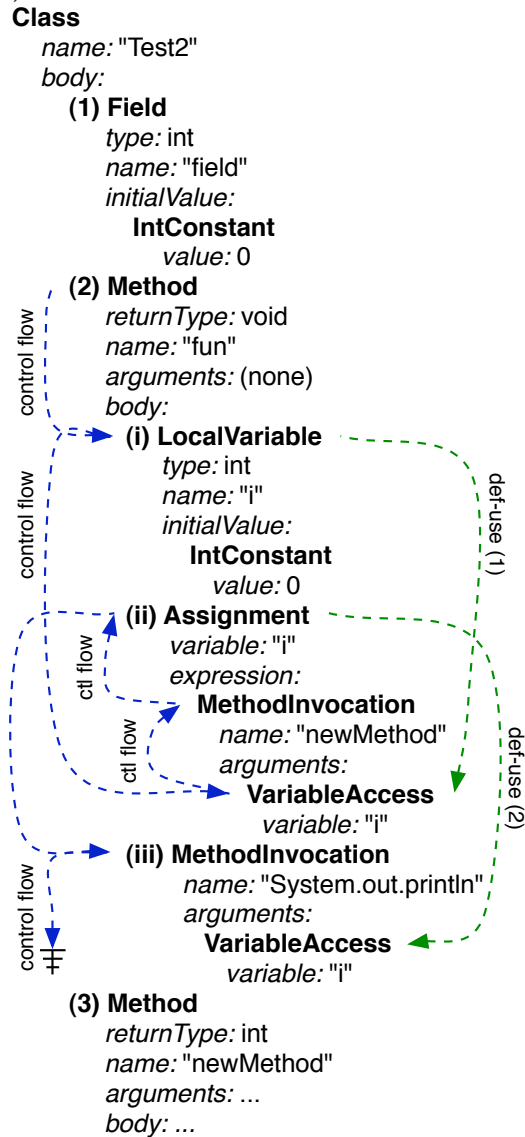 Class
name: "Test2"
body:
(1) Field
type: int
name: "field"
initialValue:
IntConstant
value: 0
(2) Method
returnType: void
name: "fun"
arguments: (none)
body:
control flow
(i) LocalVariable
type: int
name: "i"
initialValue:
IntConstant
value: 0
control flow
def-use (1)
(ii) Assignment
variable: "i"
expression:
ctl flow
MethodInvocation
name: "newMethod"
arguments:
ctl flow
VariableAccess
variable: "i"
def-use (2)
(iii) MethodInvocation
name: "System.out.println"
arguments:
VariableAccess
variable: "i"
control flow
(3) Method
returnType: int
name: "newMethod"
arguments: ...
body: ...